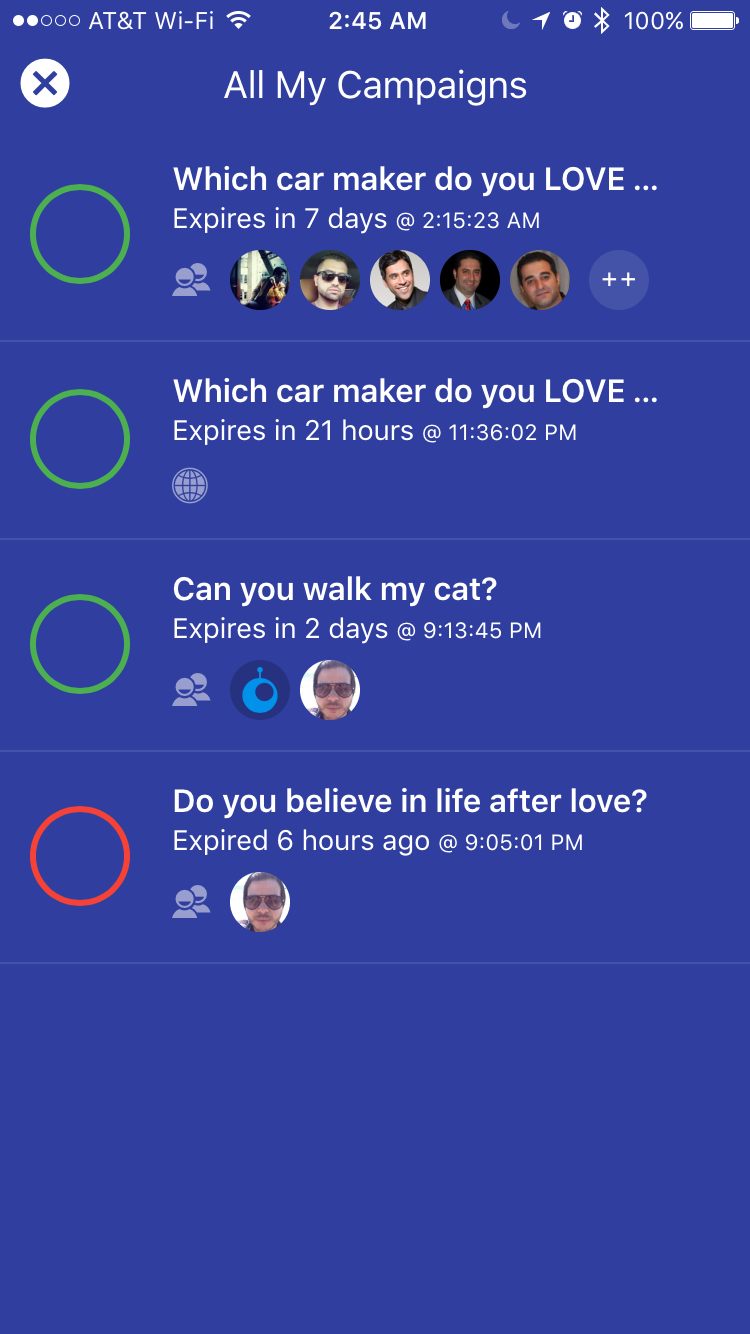 AT&T Wi-Fi 2:45 AM 100%
All My Campaigns
Which car maker do you LOVE ...
Expires in 7 days @ 2:15:23 AM
++
Which car maker do you LOVE ...
Expires in 21 hours @ 11:36:02 PM
Can you walk my cat?
Expires in 2 days @ 9:13:45 PM
Do you believe in life after love?
Expired 6 hours ago @ 9:05:01 PM